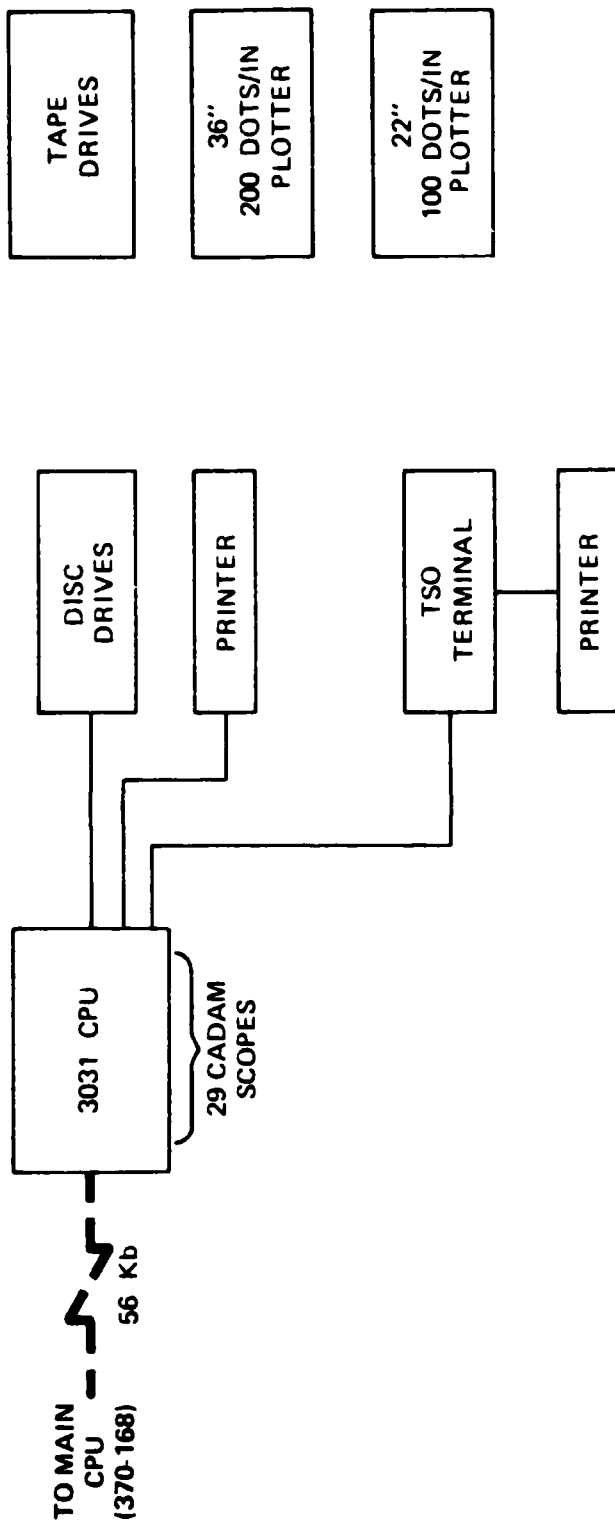 TO MAIN
CPU
(370-168)
56 Kb
3031 CPU
29 CADAM
SCOPES
DISC
DRIVES
PRINTER
TSO
TERMINAL
PRINTER
TAPE
DRIVES
36"
200 DOTS/IN
PLOTTER
22"
100 DOTS/IN
PLOTTER